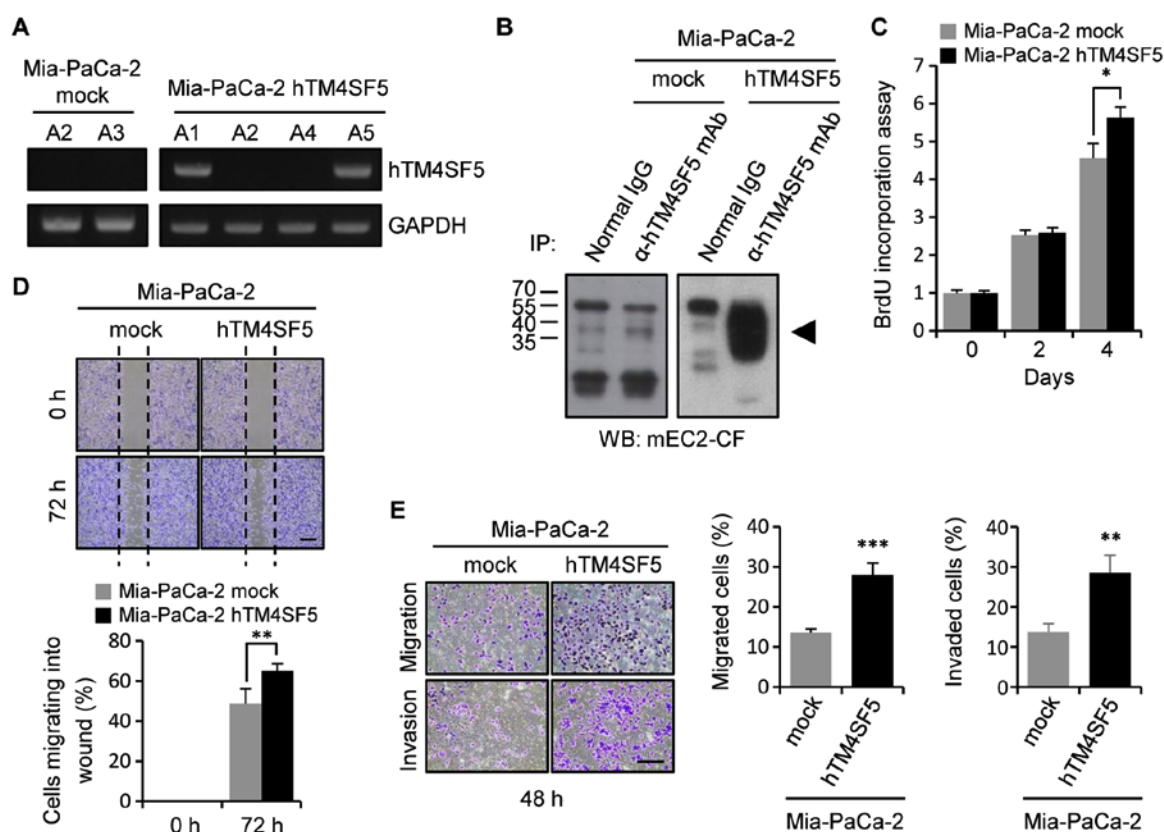 A
Mia-PaCa-2
mock
Mia-PaCa-2 hTM4SF5
A2 A3 A1 A2 A4 A5
hTM4SF5
GAPDH
B
Mia-PaCa-2
mock hTM4SF5
IP: Normal IgG α-hTM4SF5 mAb Normal IgG α-hTM4SF5 mAb
70
55
40
35
WB: mEC2-CF
C
Mia-PaCa-2 mock
Mia-PaCa-2 hTM4SF5
BrdU incorporation assay
7
6
5
4
3
2
1
0
*
0 2 4
Days
D
Mia-PaCa-2
mock hTM4SF5
0 h
72 h
Mia-PaCa-2 mock
Mia-PaCa-2 hTM4SF5
Cells migrating into
wound (%)
80
60
40
20
0
**
0 h 72 h
E
Mia-PaCa-2
mock hTM4SF5
Migration
Invasion
48 h
Migrated cells (%)
40
30
20
10
0
***
mock hTM4SF5
Mia-PaCa-2
Invaded cells (%)
40
30
20
10
0
**
mock hTM4SF5
Mia-PaCa-2